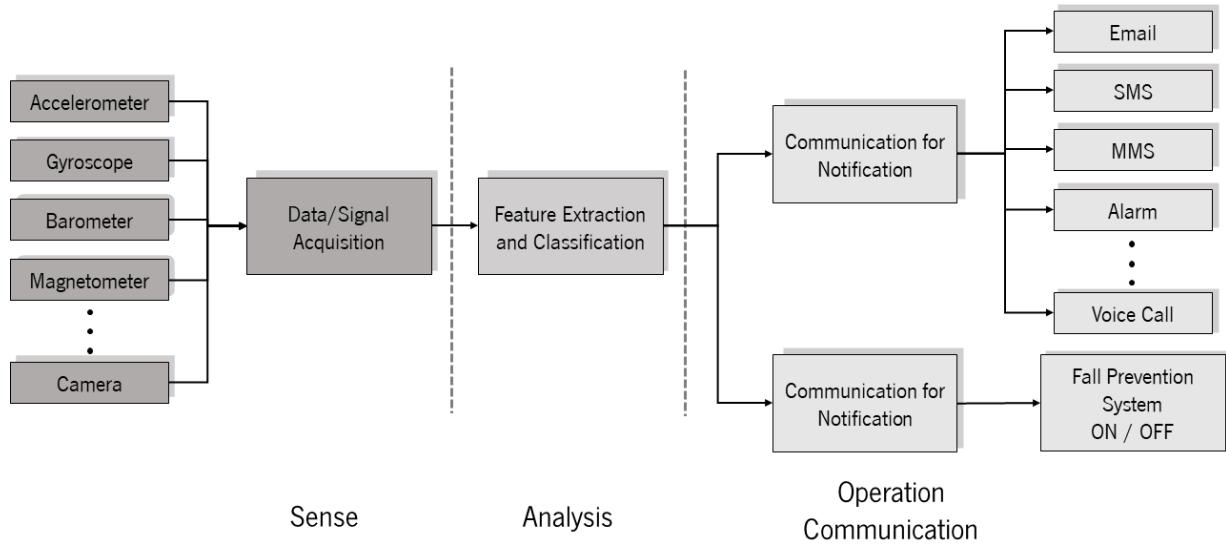 Accelerometer
Gyroscope
Barometer
Magnetometer
Camera
Data/Signal
Acquisition
Feature Extraction
and Classification
Communication for
Notification
Email
SMS
MMS
Alarm
Voice Call
Communication for
Notification
Fall Prevention
System
ON / OFF
Sense
Analysis
Operation
Communication